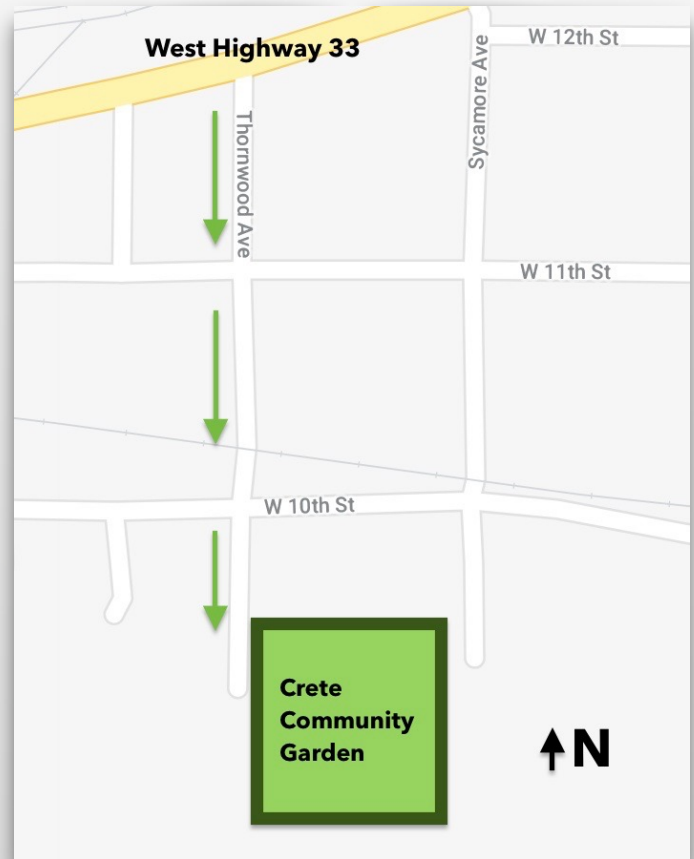 West Highway 33
W 12th St
Sycamore Ave
Thornwood Ave
W 11th St
W 10th St
Crete
Community
Garden
N